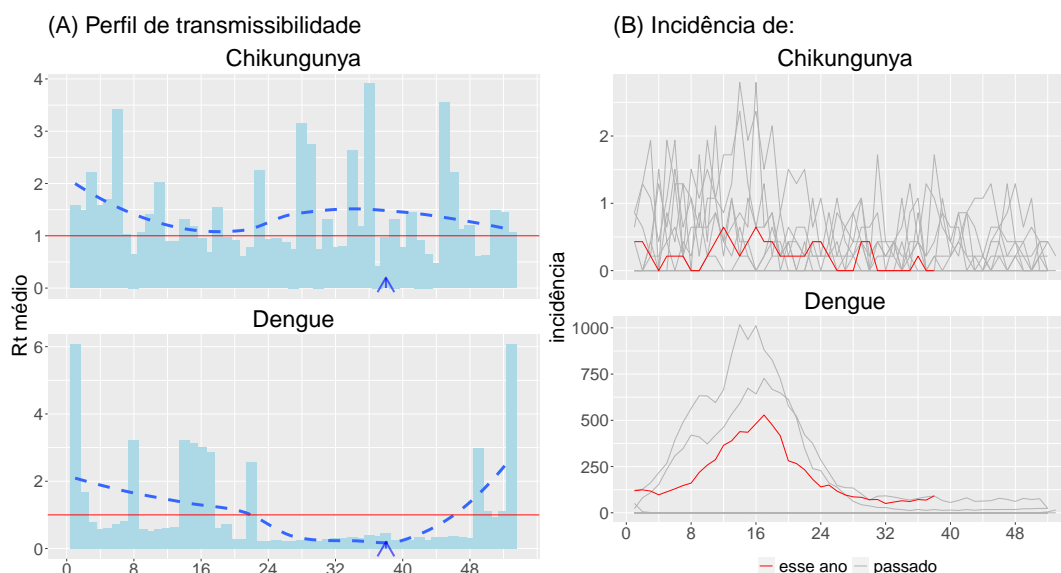 (A) Perfil de transmissibilidade
Chikungunya
4
3
2
1
0
Dengue
6
4
2
0
0 8 16 24 32 40 48
Rt médio
(B) Incidência de:
Chikungunya
2
1
0
Dengue
1000
750
500
250
0
0 8 16 24 32 40 48
incidência
esse ano passado